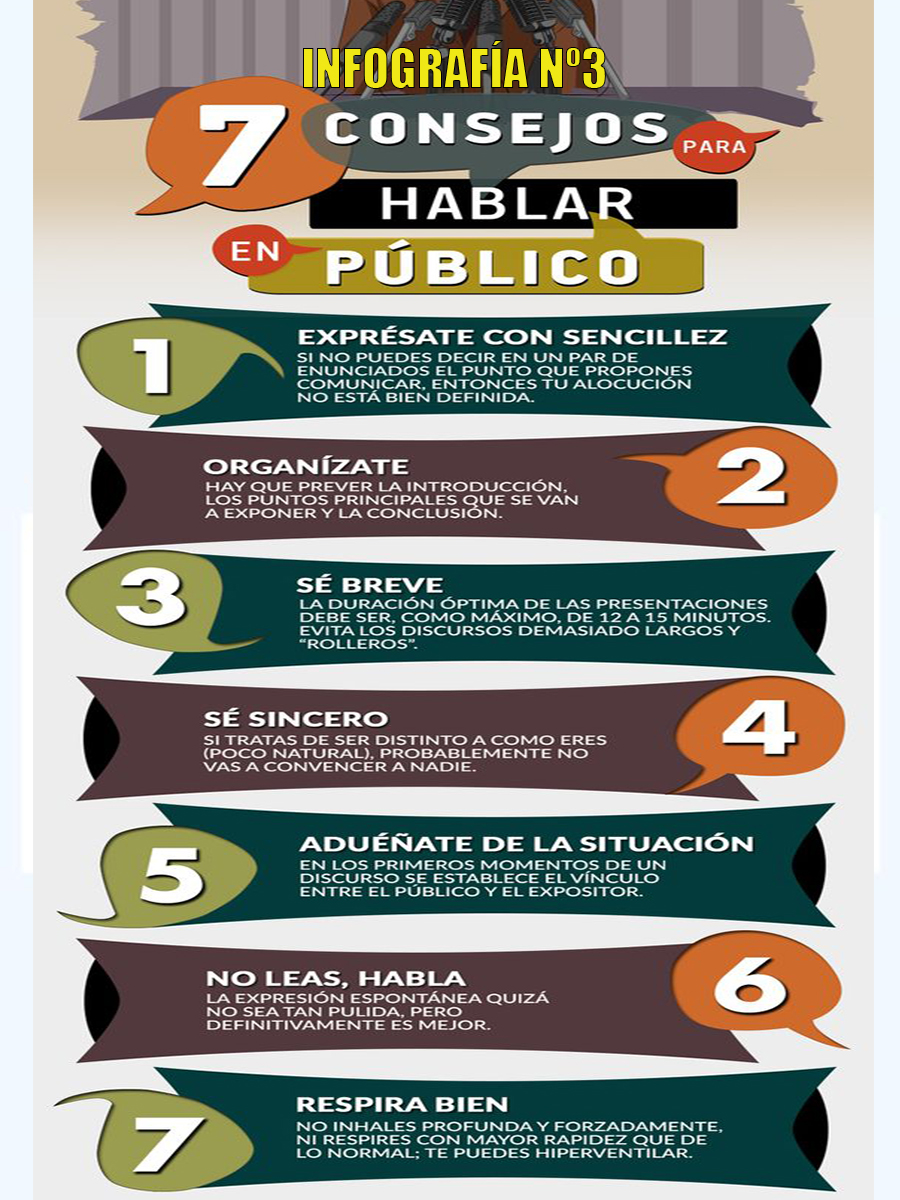 INFOGRAFÍA Nº3
7 CONSEJOS PARA
HABLAR
EN PÚBLICO
1
EXPRÉSATE CON SENCILLEZ
SI NO PUEDES DECIR EN UN PAR DE
ENUNCIADOS EL PUNTO QUE PROPONES
COMUNICAR, ENTONCES TU ALOCUCIÓN
NO ESTÁ BIEN DEFINIDA.
2
ORGANÍZATE
HAY QUE PREVER LA INTRODUCCIÓN,
LOS PUNTOS PRINCIPALES QUE SE VAN
A EXPONER Y LA CONCLUSIÓN.
3
SÉ BREVE
LA DURACIÓN ÓPTIMA DE LAS PRESENTACIONES
DEBE SER, COMO MÁXIMO, DE 12 A 15 MINUTOS.
EVITA LOS DISCURSOS DEMASIADO LARGOS Y
“ROLLEROS”.
4
SÉ SINCERO
SI TRATAS DE SER DISTINTO A COMO ERES
(POCO NATURAL), PROBABLEMENTE NO
VAS A CONVENCER A NADIE.
5
ADUÉÑATE DE LA SITUACIÓN
EN LOS PRIMEROS MOMENTOS DE UN
DISCURSO SE ESTABLECE EL VÍNCULO
ENTRE EL PÚBLICO Y EL EXPOSITOR.
6
NO LEAS, HABLA
LA EXPRESIÓN ESPONTÁNEA QUIZÁ
NO SEA TAN PULIDA, PERO
DEFINITIVAMENTE ES MEJOR.
7
RESPIRA BIEN
NO INHALES PROFUNDA Y FORZADAMENTE,
NI RESPIRES CON MAYOR RAPIDEZ QUE DE
LO NORMAL; TE PUEDES HIPERVENTILAR.